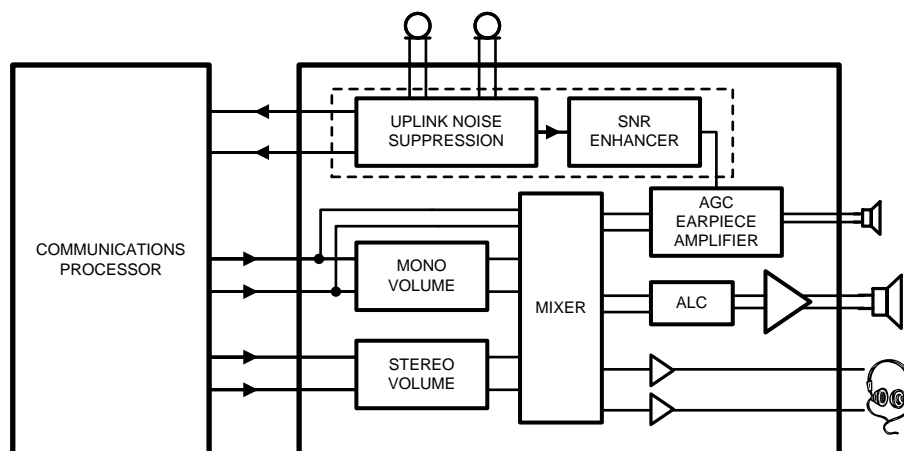 UPLINK NOISE
SUPPRESSION
SNR
ENHANCER
AGC
EARPIECE
AMPLIFIER
COMMUNICATIONS
PROCESSOR
MONO
VOLUME
MIXER
ALC
STEREO
VOLUME